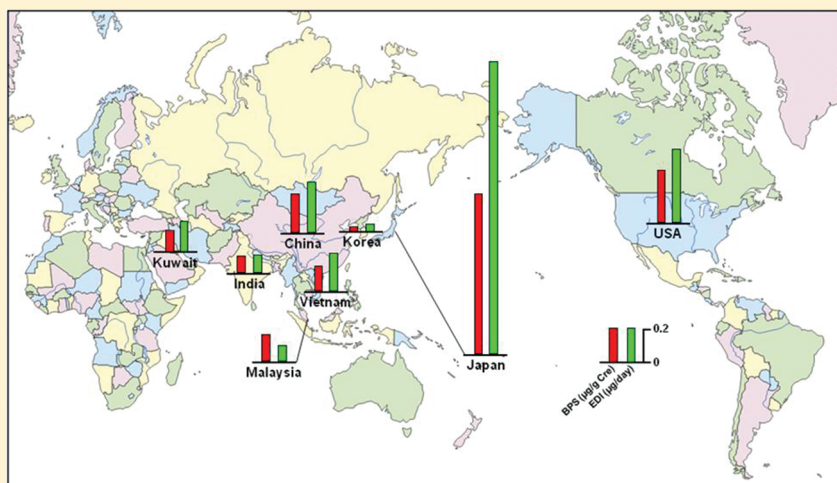 China
Korea
USA
Kuwait
India
Vietnam
Malaysia
Japan
0.2
0
BPS (µg/g Cre)
EDI (µg/day)